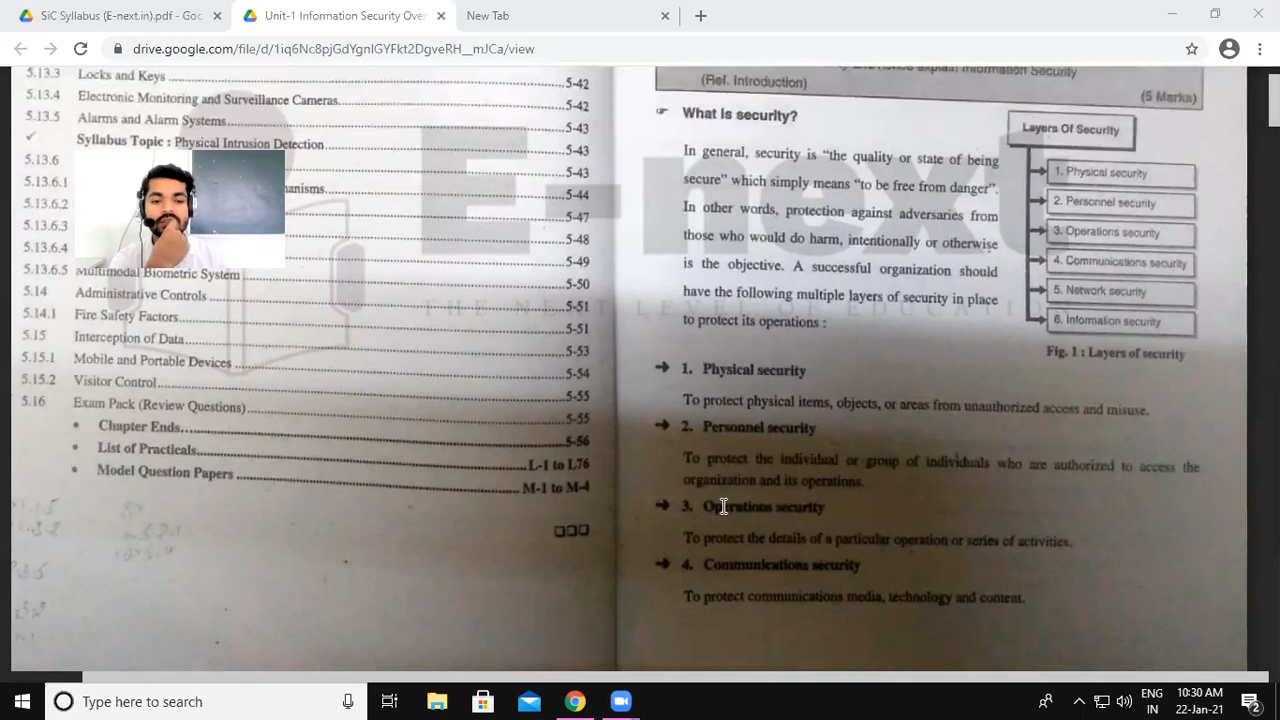 SiC Syllabus (E-next.in).pdf - Goo
Unit-1 Information Security Over
New Tab
drive.google.com/file/d/1iq6Nc8pjGdYgnIGYFkt2DgveRH__mJCa/view
5.13.3 Locks and Keys 5-42
5.13.4 Electronic Monitoring and Surveillance Cameras 5-42
5.13.5 Alarms and Alarm Systems 5-43
Syllabus Topic : Physical Intrusion Detection 5-43
5.13.6 5-43
5.13.6.1 5-44
5.13.6.2 5-47
5.13.6.3 5-48
5.13.6.4 5-49
5.13.6.5 Multimodal Biometric System 5-50
5.14 Administrative Controls 5-51
5.14.1 Fire Safety Factors 5-51
5.15 Interception of Data 5-53
5.15.1 Mobile and Portable Devices 5-54
5.15.2 Visitor Control 5-55
5.16 Exam Pack (Review Questions) 5-55
• Chapter Ends 5-56
• List of Practicals L-1 to L76
• Model Question Papers M-1 to M-4
explain Information Security
(Ref. Introduction)
(5 Marks)
What is security?
In general, security is "the quality or state of being
secure" which simply means "to be free from danger".
In other words, protection against adversaries from
those who would do harm, intentionally or otherwise
is the objective. A successful organization should
have the following multiple layers of security in place
to protect its operations :
Layers Of Security
1. Physical security
2. Personnel security
3. Operations security
4. Communications security
5. Network security
6. Information security
Fig. 1 : Layers of security
1. Physical security
To protect physical items, objects, or areas from unauthorized access and misuse.
2. Personnel security
To protect the individual or group of individuals who are authorized to access the
organization and its operations.
3. Operations security
To protect the details of a particular operation or series of activities.
4. Communications security
To protect communications media, technology and content.
E-next
THE NEXT LEVEL OF EDUCATI
Type here to search
ENG
IN
10:30 AM
22-Jan-21
2